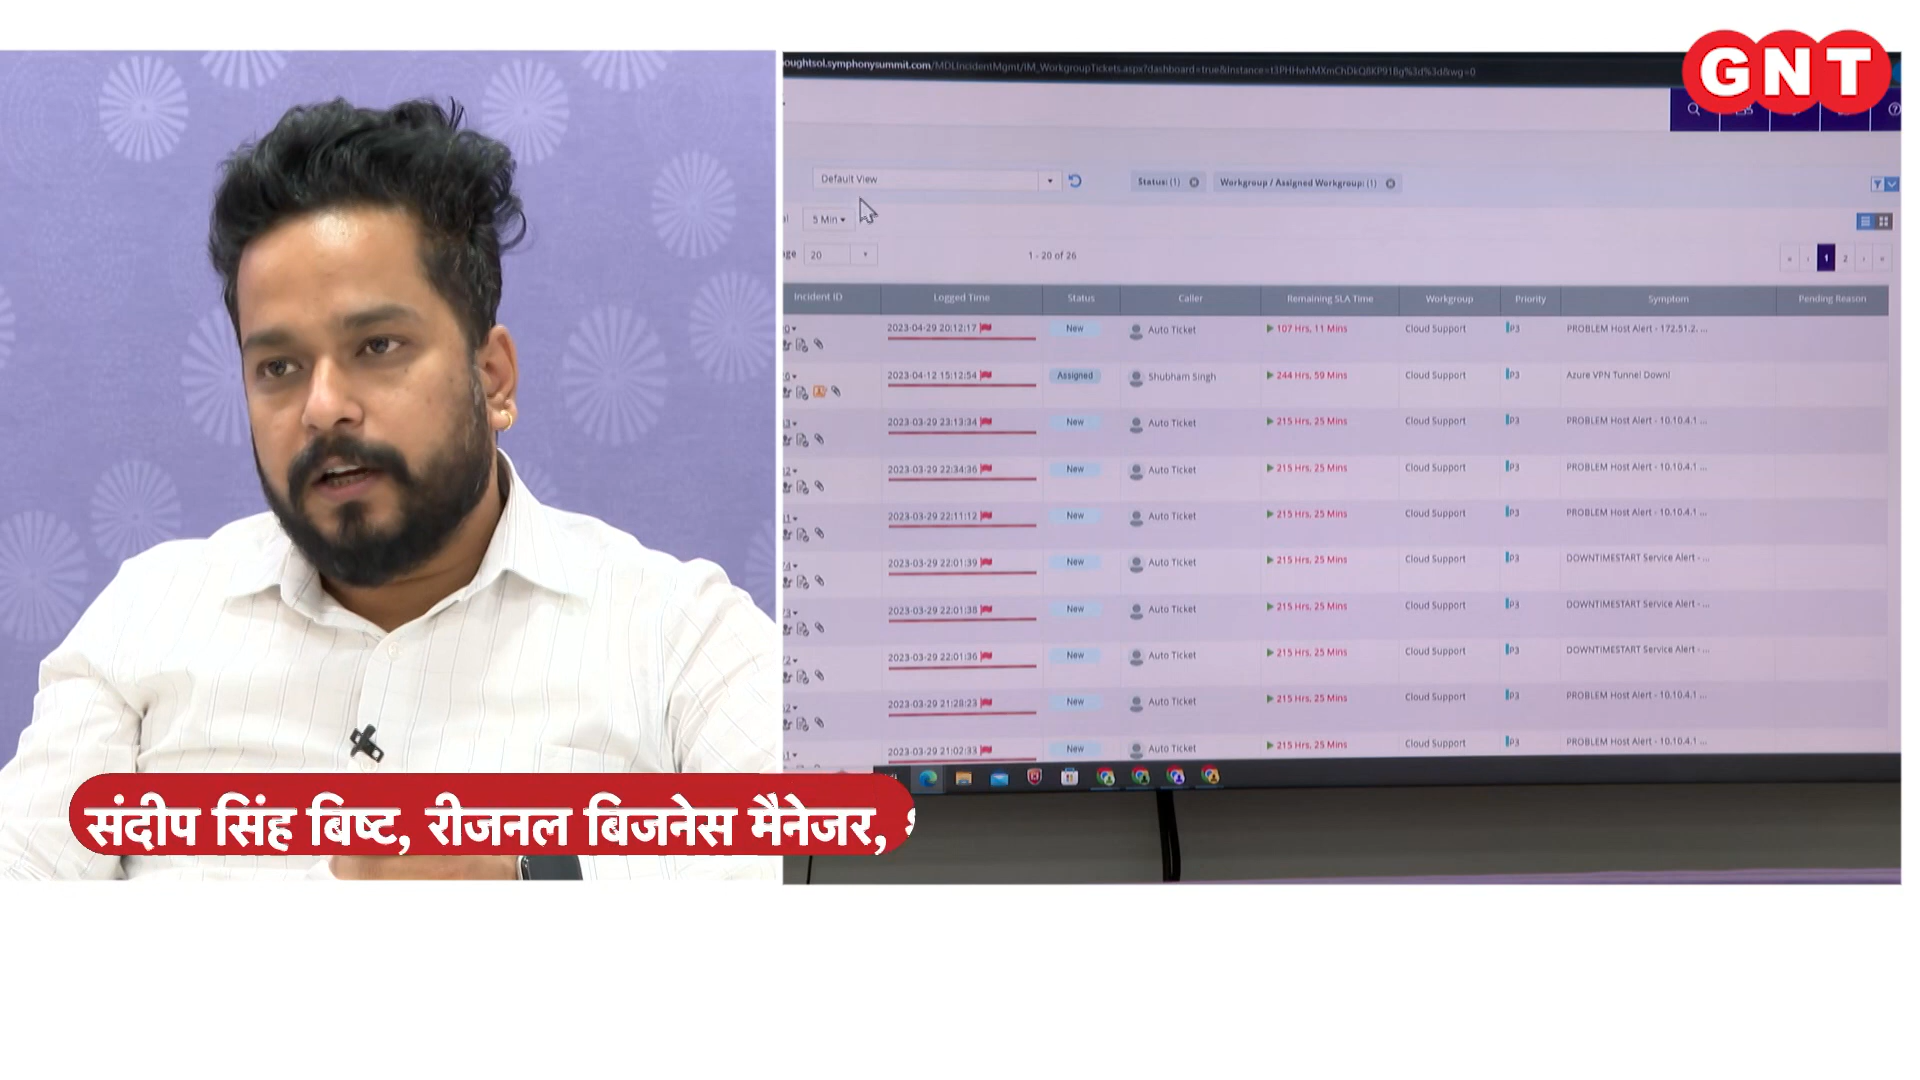 GNT
oughtsol.symphonysummit.com/MDLIncidentMgmt/IM_WorkgroupTickets.aspx?dashboard=true&Instance=
Default View
Status: (1)
Workgroup / Assigned Workgroup: (1)
5 Min
20
1 - 20 of 26
1 2
Incident ID Logged Time Status Caller Remaining SLA Time Workgroup Priority Symptom Pending Reason
2023-04-29 20:12:17 New Auto Ticket 107 Hrs, 11 Mins Cloud Support P3 PROBLEM Host Alert - 172.51.2. ...
2023-04-12 15:12:54 Assigned Shubham Singh 244 Hrs, 59 Mins Cloud Support P3 Azure VPN Tunnel Down!
2023-03-29 23:13:34 New Auto Ticket 215 Hrs, 25 Mins Cloud Support P3 PROBLEM Host Alert - 10.10.4.1 ...
2023-03-29 22:34:36 New Auto Ticket 215 Hrs, 25 Mins Cloud Support P3 PROBLEM Host Alert - 10.10.4.1 ...
2023-03-29 22:11:12 New Auto Ticket 215 Hrs, 25 Mins Cloud Support P3 PROBLEM Host Alert - 10.10.4.1 ...
2023-03-29 22:01:39 New Auto Ticket 215 Hrs, 25 Mins Cloud Support P3 DOWNTIMESTART Service Alert - ...
2023-03-29 22:01:38 New Auto Ticket 215 Hrs, 25 Mins Cloud Support P3 DOWNTIMESTART Service Alert - ...
2023-03-29 22:01:36 New Auto Ticket 215 Hrs, 25 Mins Cloud Support P3 DOWNTIMESTART Service Alert - ...
2023-03-29 21:28:23 New Auto Ticket 215 Hrs, 25 Mins Cloud Support P3 PROBLEM Host Alert - 10.10.4.1 ...
2023-03-29 21:02:33 New Auto Ticket 215 Hrs, 25 Mins Cloud Support P3 PROBLEM Host Alert - 10.10.4.1 ...
संदीप सिंह बिष्ट, रीजनल बिजनेस मैनेजर,